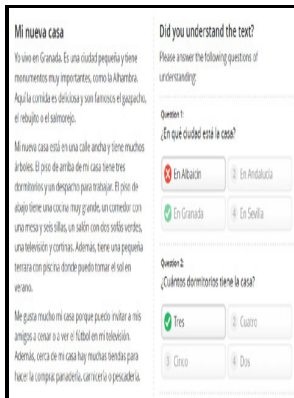 Mi nueva casa
Yo vivo en Granada. Es una ciudad pequeña y tiene
monumentos muy importantes, como la Alhambra.
Aquí la comida es deliciosa y son famosos el gazpacho,
el rebujito o el salmorejo.
Mi nueva casa está en una calle ancha y tiene muchos
árboles. El piso de arriba de mi casa tiene tres
dormitorios y un despacho para trabajar. El piso de
abajo tiene una cocina muy grande, un comedor con
una mesa y seis sillas, un salón con dos sofás verdes,
una televisión y cortinas. Además, tiene una pequeña
terraza con piscina donde puedo tomar el sol en
verano.
Me gusta mucho mi casa porque puedo invitar a mis
amigos a cenar o a ver el fútbol en mi televisión.
Además, cerca de mi casa hay muchas tiendas para
hacer la compra: panadería, carnicería o pescadería.
Did you understand the text?
Please answer the following questions of
understanding:
Question 1:
¿En qué ciudad está la casa?
En Albaicín
2 En Andalucía
En Granada
4 En Sevilla
Question 2:
¿Cuántos dormitorios tiene la casa?
Tres
2 Cuatro
3 Cinco
4 Dos